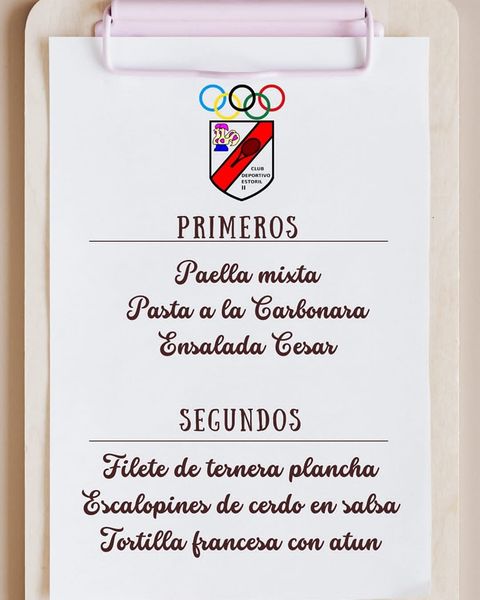 CLUB
DEPORTIVO
ESTORIL
II
PRIMEROS
Paella mixta
Pasta a la Carbonara
Ensalada Cesar
SEGUNDOS
Filete de ternera plancha
Escalopines de cerdo en salsa
Tortilla francesa con atun